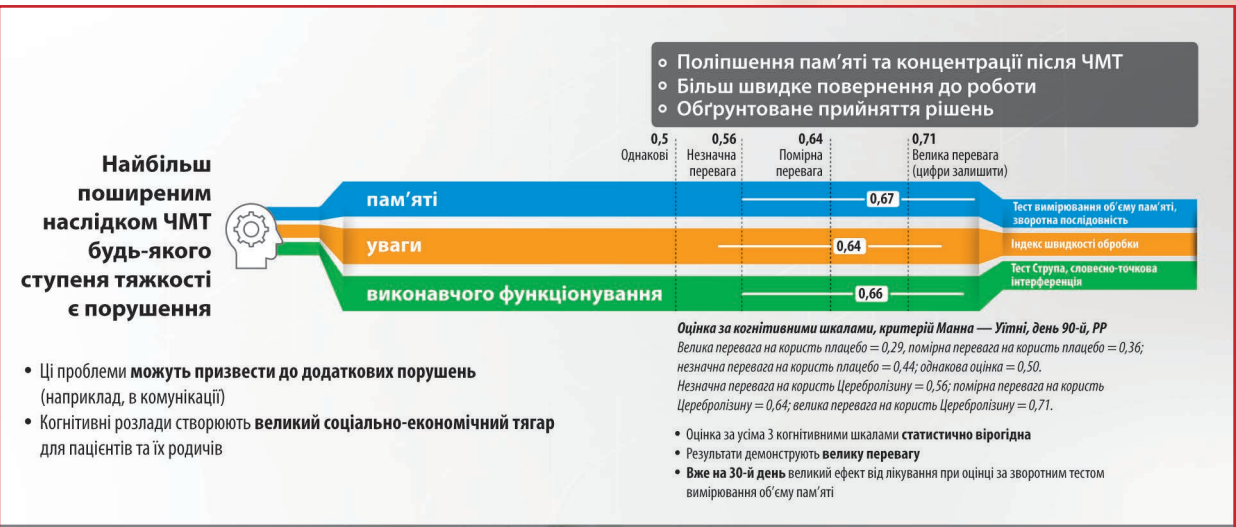 Поліпшення пам’яті та концентрації після ЧМТ
Більш швидке повернення до роботи
Обґрунтоване прийняття рішень
0,5
Однакові
0,56
Незначна
перевага
0,64
Помірна
перевага
0,71
Велика перевага
(цифри залишити)
Найбільш
поширеним
наслідком ЧМТ
будь-якого
ступеня тяжкості
є порушення
пам’яті
0,67
Тест вимірювання об’єму пам’яті,
зворотна послідовність
уваги
0,64
Індекс швидкості обробки
виконавчого функціонування
0,66
Тест Струпа, словесно-точкова
інтерференція
• Ці проблеми можуть призвести до додаткових порушень
(наприклад, в комунікації)
• Когнітивні розлади створюють великий соціально-економічний тягар
для пацієнтів та їх родичів
Оцінка за когнітивними шкалами, критерій Манна — Уїтні, день 90-й, РР
Велика перевага на користь плацебо = 0,29, помірна перевага на користь плацебо = 0,36;
незначна перевага на користь плацебо = 0,44; однакова оцінка = 0,50.
Незначна перевага на користь Церебролізину = 0,56; помірна перевага на користь
Церебролізину = 0,64; велика перевага на користь Церебролізину = 0,71.
• Оцінка за усіма 3 когнітивними шкалами статистично вірогідна
• Результати демонструють велику перевагу
• Вже на 30-й день великий ефект від лікування при оцінці за зворотним тестом
вимірювання об’єму пам’яті